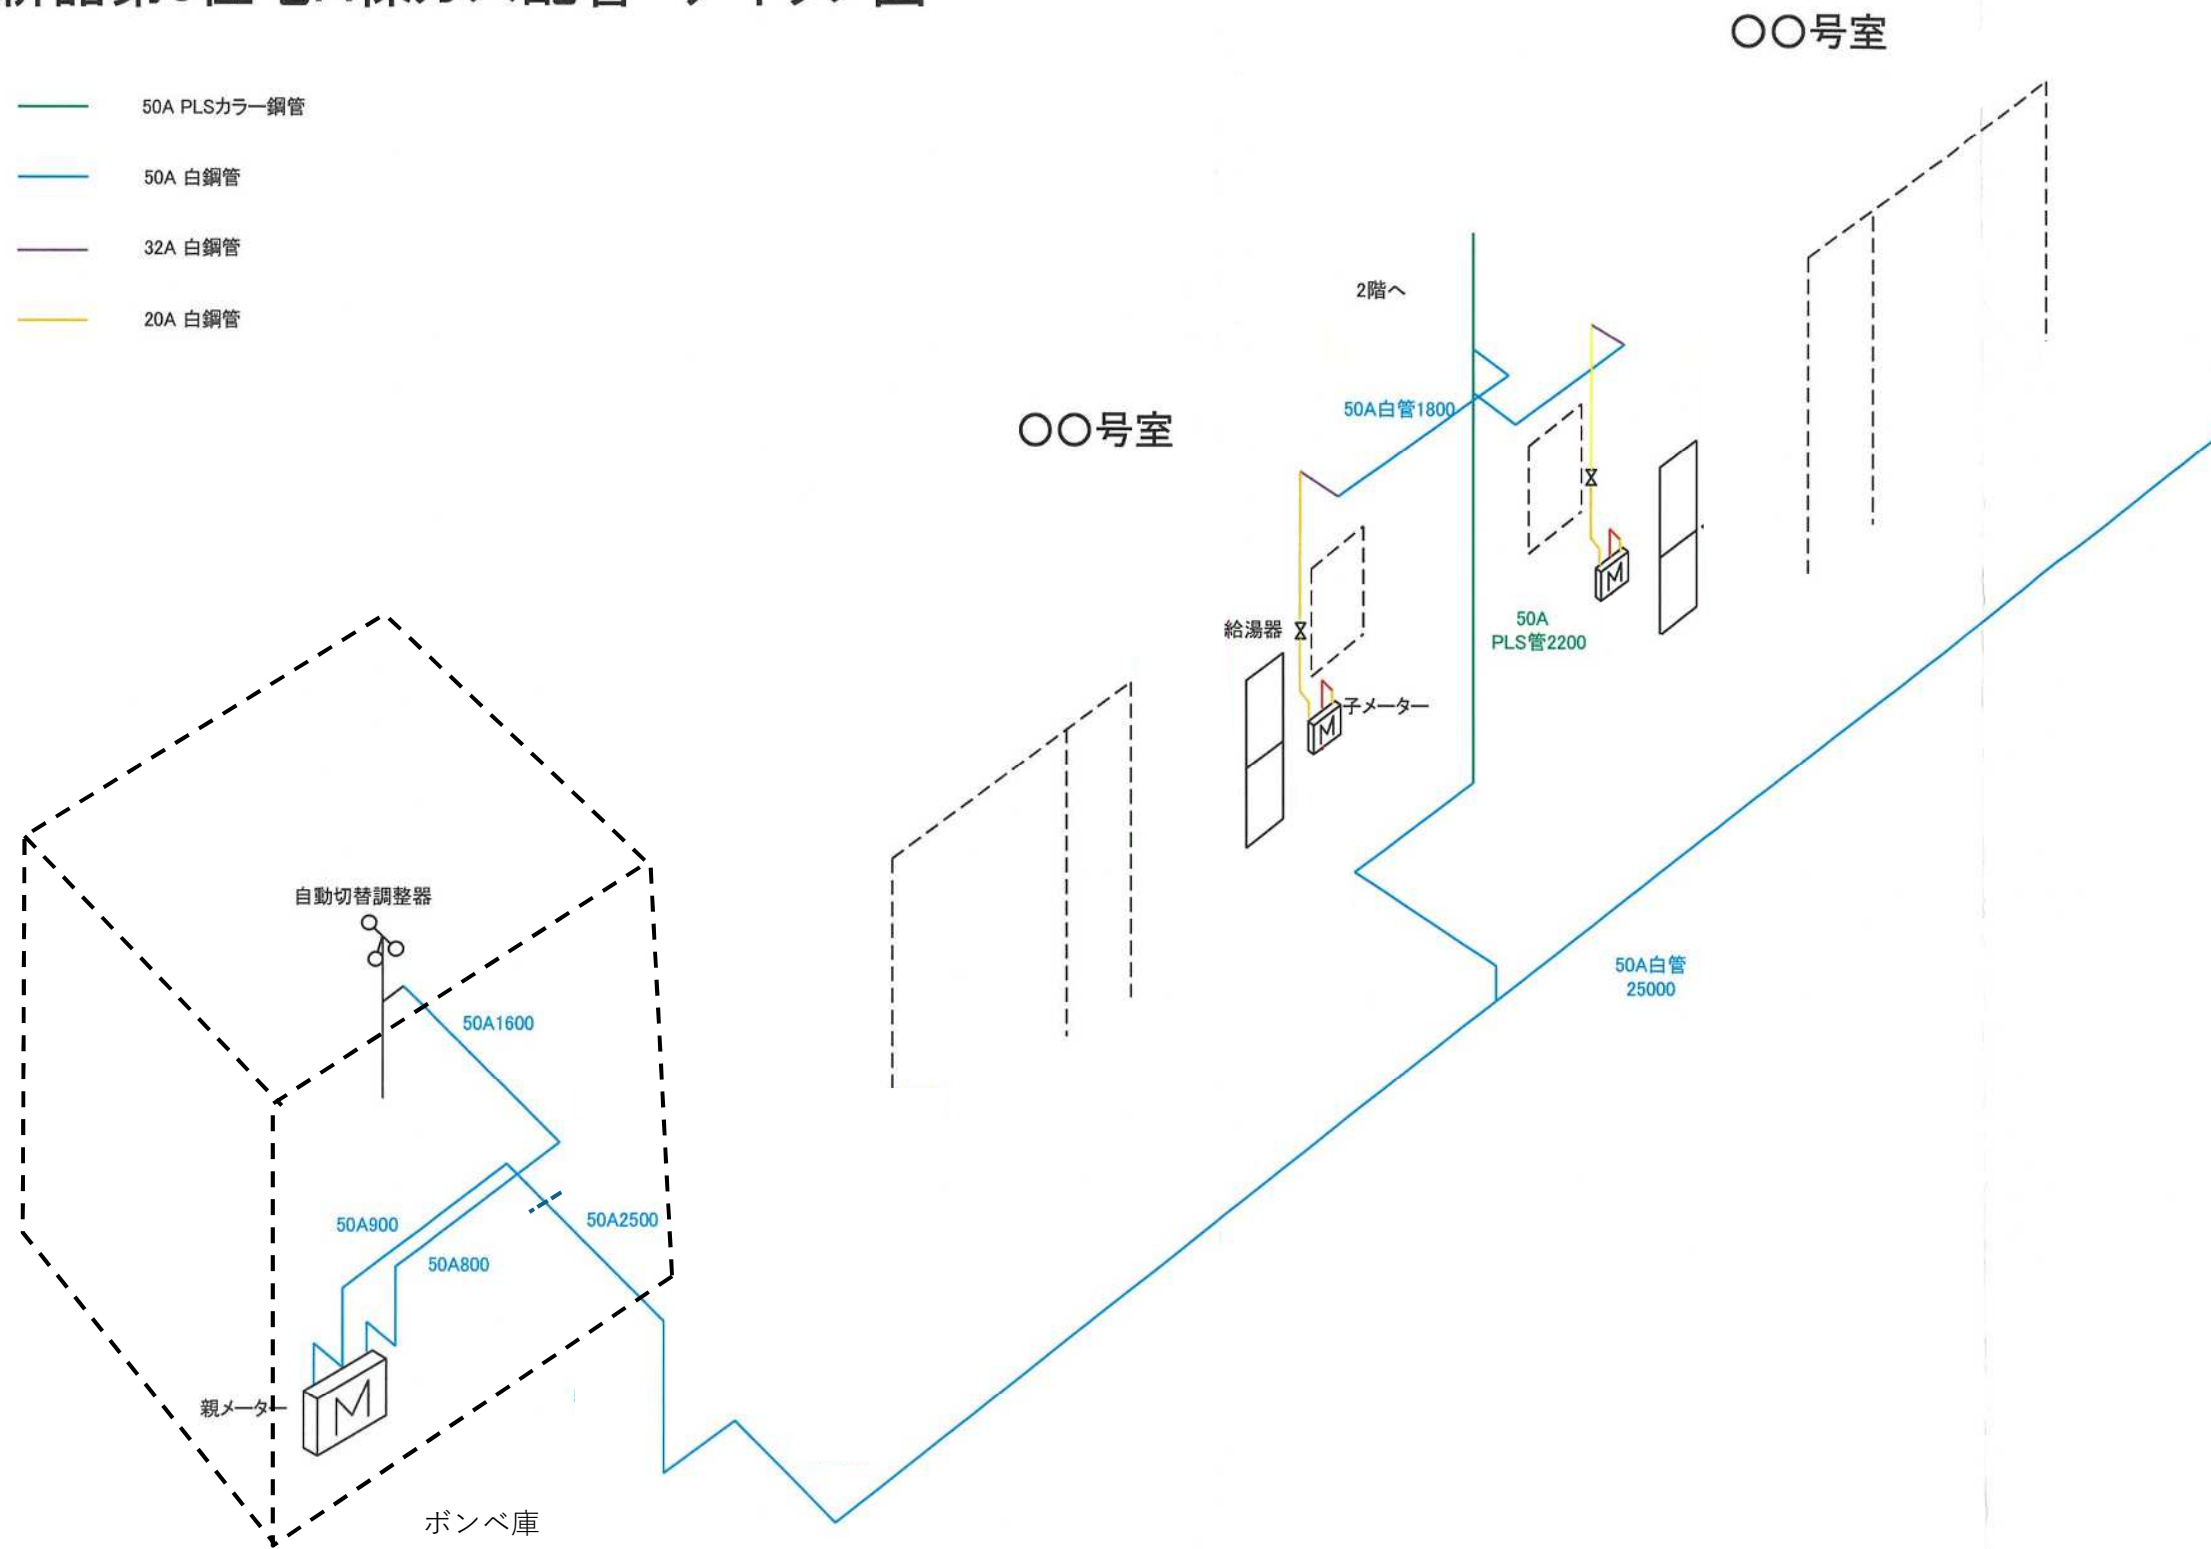 〇〇号室
50A PLSカラー鋼管
50A 白鋼管
32A 白鋼管
20A 白鋼管
2階へ
50A白管1800
〇〇号室
給湯器
50A
PLS管2200
子メーター
M
M
自動切替調整器
50A1600
50A白管
25000
50A900
50A2500
50A800
親メーター
M
ボンベ庫